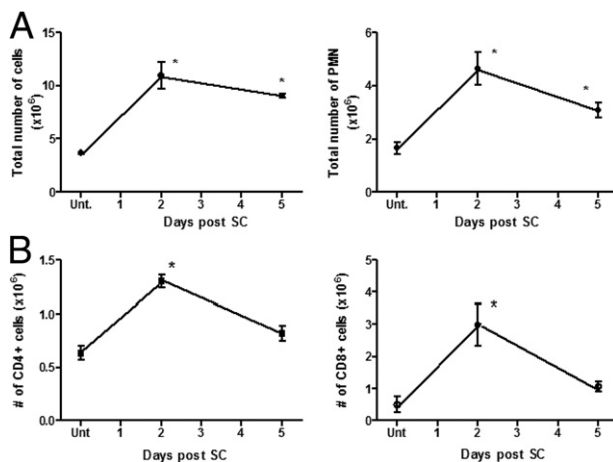 A
Total number of cells
(x10⁶)
15
10
5
0
*
*
Unt. 1 2 3 4 5
Days post SC
Total number of PMN
(x10⁶)
6
4
2
0
*
*
Unt. 1 2 3 4 5
Days post SC
B
# of CD4+ cells (x10⁶)
1.5
1.0
0.5
0.0
*
Unt 1 2 3 4 5
Days post SC
# of CD8+ cells (x10⁶)
5
4
3
2
1
0
*
Unt 1 2 3 4 5
Days post SC